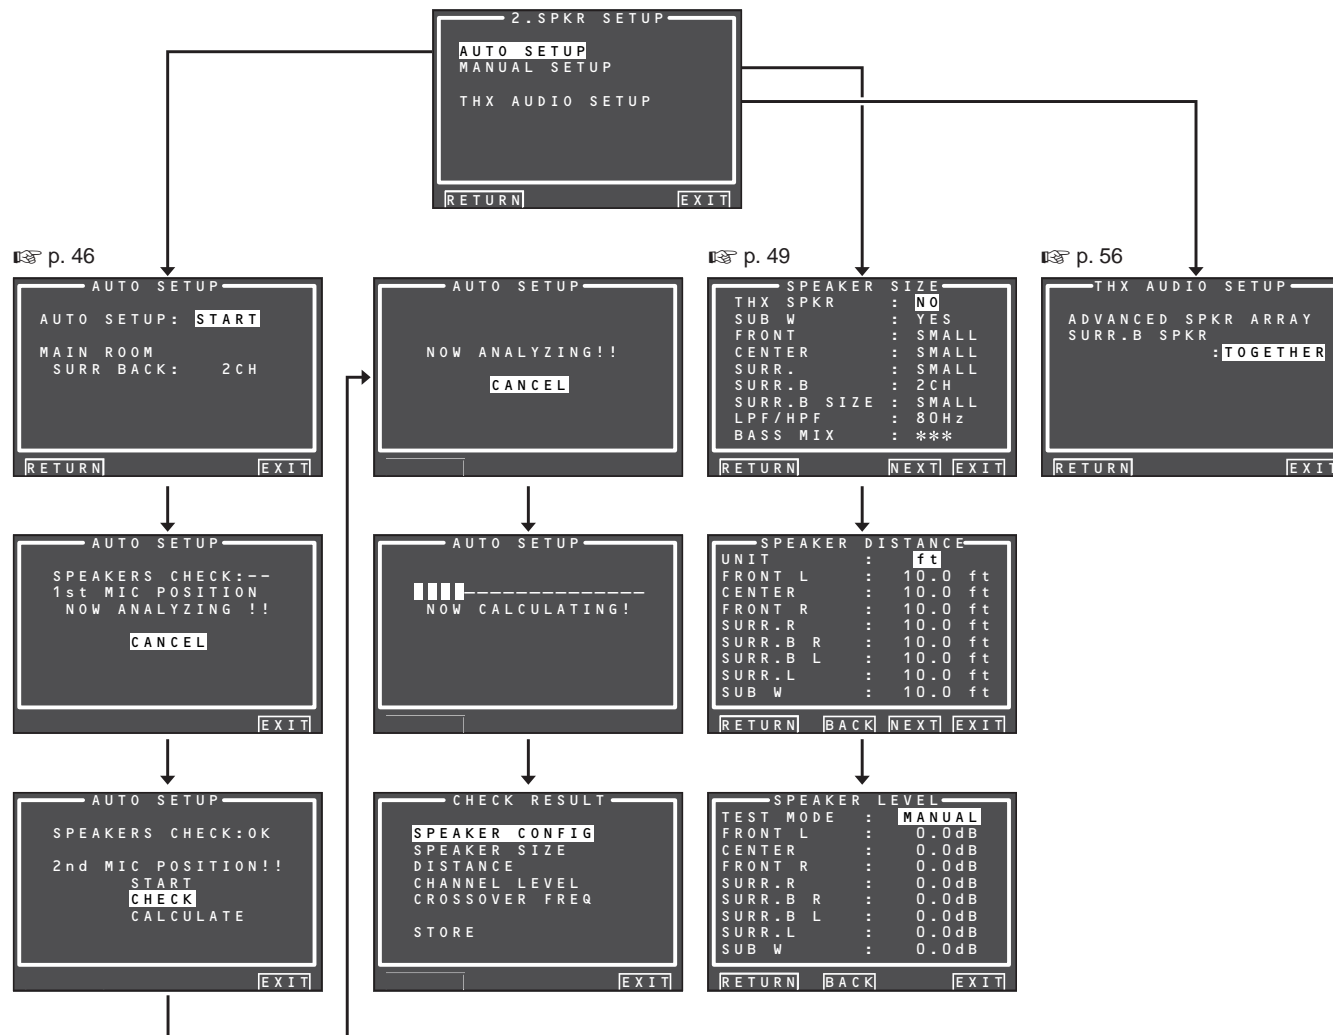 2.SPKR SETUP
AUTO SETUP
MANUAL SETUP
THX AUDIO SETUP
RETURN EXIT
☞ p. 46
AUTO SETUP
AUTO SETUP: START
MAIN ROOM
SURR BACK: 2CH
RETURN EXIT
AUTO SETUP
SPEAKERS CHECK:--
1st MIC POSITION
NOW ANALYZING !!
CANCEL
EXIT
AUTO SETUP
SPEAKERS CHECK:OK
2nd MIC POSITION!!
START
CHECK
CALCULATE
EXIT
AUTO SETUP
NOW ANALYZING!!
CANCEL
AUTO SETUP
NOW CALCULATING!
CHECK RESULT
SPEAKER CONFIG
SPEAKER SIZE
DISTANCE
CHANNEL LEVEL
CROSSOVER FREQ
STORE
EXIT
☞ p. 49
SPEAKER SIZE
THX SPKR : NO
SUB W : YES
FRONT : SMALL
CENTER : SMALL
SURR. : SMALL
SURR.B : 2CH
SURR.B SIZE : SMALL
LPF/HPF : 80Hz
BASS MIX : ***
RETURN NEXT EXIT
SPEAKER DISTANCE
UNIT : ft
FRONT L : 10.0 ft
CENTER : 10.0 ft
FRONT R : 10.0 ft
SURR.R : 10.0 ft
SURR.B R : 10.0 ft
SURR.B L : 10.0 ft
SURR.L : 10.0 ft
SUB W : 10.0 ft
RETURN BACK NEXT EXIT
SPEAKER LEVEL
TEST MODE : MANUAL
FRONT L : 0.0dB
CENTER : 0.0dB
FRONT R : 0.0dB
SURR.R : 0.0dB
SURR.B R : 0.0dB
SURR.B L : 0.0dB
SURR.L : 0.0dB
SUB W : 0.0dB
RETURN BACK EXIT
☞ p. 56
THX AUDIO SETUP
ADVANCED SPKR ARRAY
SURR.B SPKR
:TOGETHER
RETURN EXIT